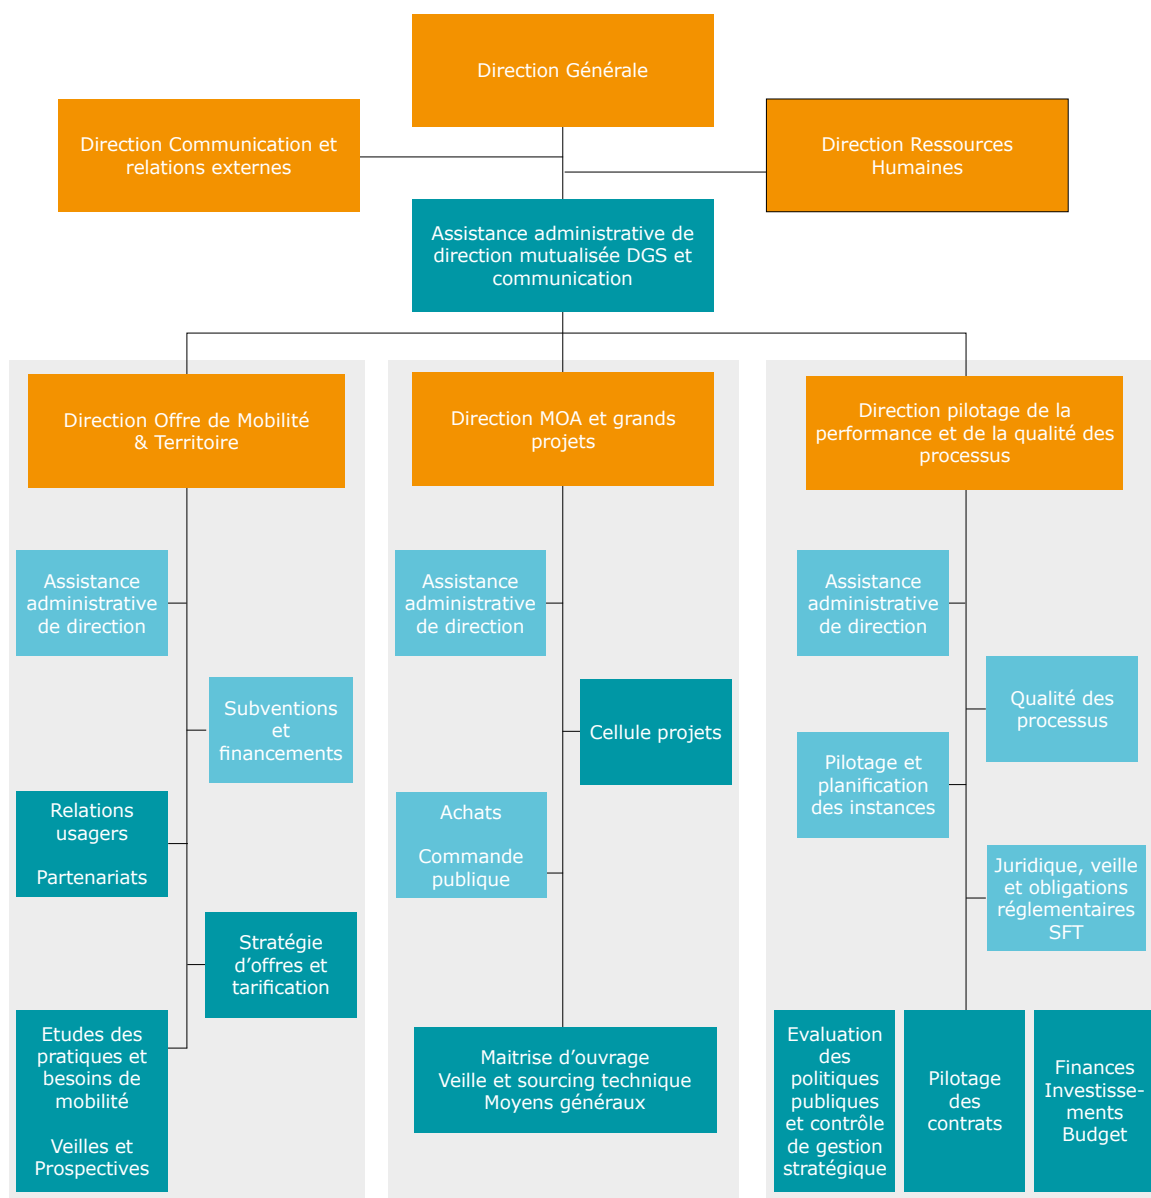 Direction Générale
Direction Communication et
relations externes
Direction Ressources
Humaines
Assistance administrative de
direction mutualisée DGS et
communication
Direction Offre de Mobilité
& Territoire
Assistance
administrative
de direction
Subventions
et
financements
Relations
usagers
Partenariats
Stratégie
d’offres et
tarification
Etudes des
pratiques et
besoins de
mobilité
Veilles et
Prospectives
Direction MOA et grands
projets
Assistance
administrative
de direction
Cellule projets
Achats
Commande
publique
Maitrise d’ouvrage
Veille et sourcing technique
Moyens généraux
Direction pilotage de la
performance et de la qualité des
processus
Assistance
administrative
de direction
Qualité des
processus
Pilotage et
planification
des instances
Juridique, veille
et obligations
réglementaires
SFT
Evaluation
des
politiques
publiques
et contrôle
de gestion
stratégique
Pilotage
des
contrats
Finances
Investisse-
ments
Budget